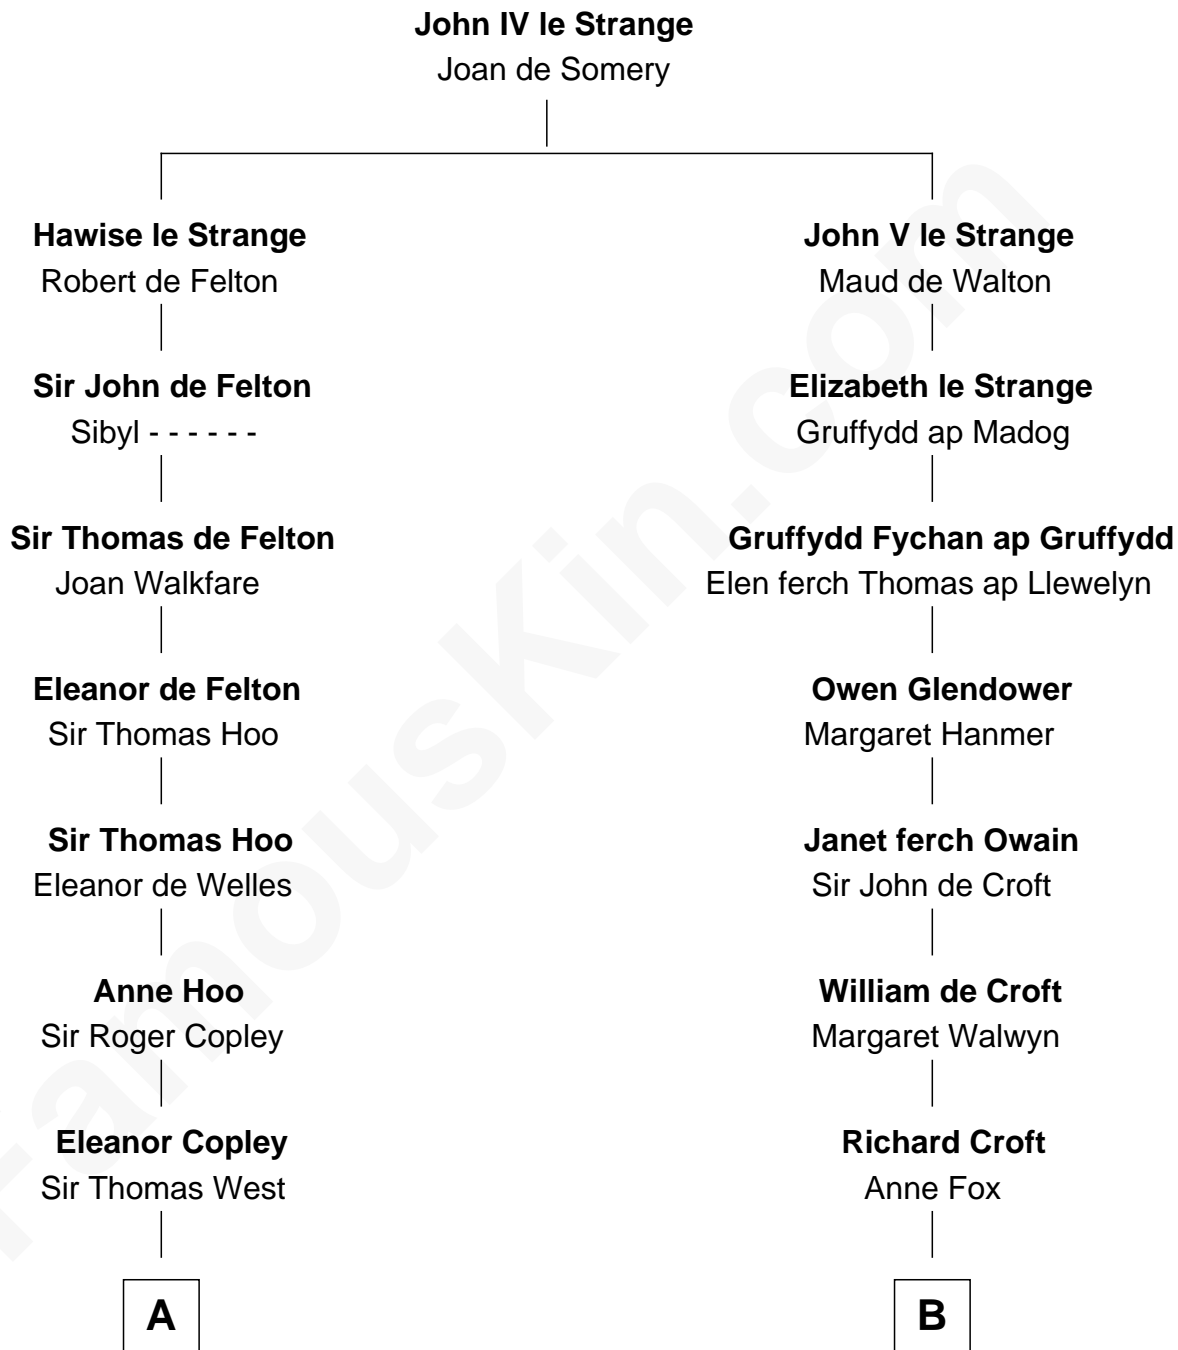 John IV le Strange
Joan de Somery
Hawise le Strange
Robert de Felton
John V le Strange
Maud de Walton
Sir John de Felton
Sibyl - - - - - -
Elizabeth le Strange
Gruffydd ap Madog
Sir Thomas de Felton
Joan Walkfare
Gruffydd Fychan ap Gruffydd
Elen ferch Thomas ap Llewelyn
Eleanor de Felton
Sir Thomas Hoo
Owen Glendower
Margaret Hanmer
Sir Thomas Hoo
Eleanor de Welles
Janet ferch Owain
Sir John de Croft
Anne Hoo
Sir Roger Copley
William de Croft
Margaret Walwyn
Eleanor Copley
Sir Thomas West
Richard Croft
Anne Fox
A
B
FamousKin.com